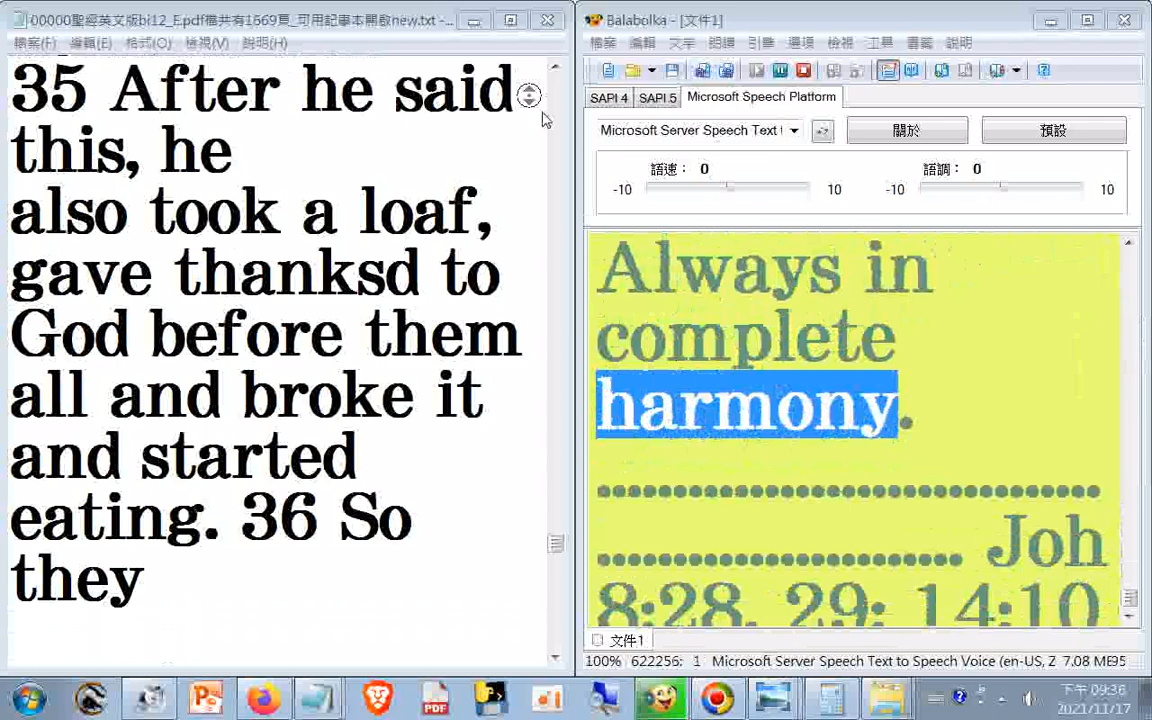 00000聖經英文版bi12_E.pdf檔共有1669頁_可用記事本開啟new.txt -...
檔案(F) 編輯(E) 格式(O) 檢視(V) 說明(H)
35 After he said
this, he
also took a loaf,
gave thanksd to
God before them
all and broke it
and started
eating. 36 So
they
Balabolka - [文件1]
檔案 編輯 文字 朗讀 引擎 選項 檢視 工具 書籤 說明
SAPI 4 SAPI 5 Microsoft Speech Platform
Microsoft Server Speech Text t 關於 預設
語速： 0 語調： 0
-10 10 -10 10
Always in
complete
harmony.
.................................
........................ Joh
8:28, 29; 14:10
文件1
100% 622256: 1 Microsoft Server Speech Text to Speech Voice (en-US, Z 7.08 ME95
PDF
下午 09:36
2021/11/17